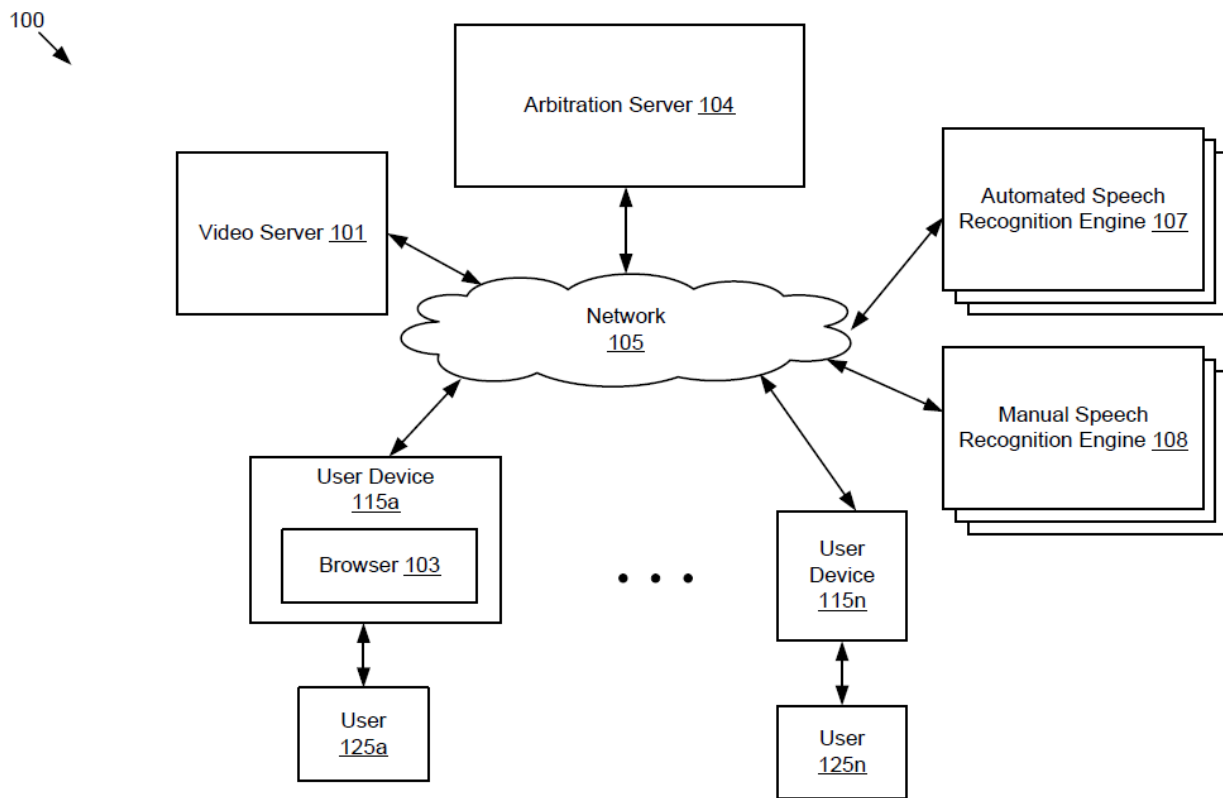 100
Arbitration Server 104
Video Server 101
Automated Speech
Recognition Engine 107
Network
105
Manual Speech
Recognition Engine 108
User Device
115a
Browser 103
User
Device
115n
User
125a
User
125n